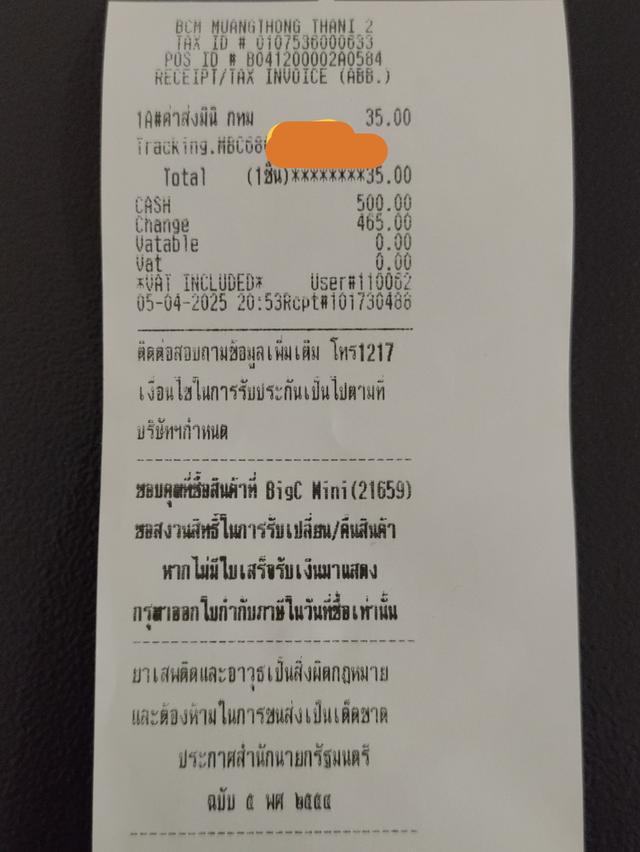 BCM MUANGTHONG THANI 2
TAX ID # 0107536000633
POS ID # B041200002A0584
RECEIPT/TAX INVOICE (ABB.)
1A#ค่าส่งมินิ กทม 35.00
Tracking.MBC68
Total (1ชิ้น)********35.00
CASH 500.00
Change 465.00
Vatable 0.00
Vat 0.00
*VAT INCLUDED* User#110062
05-04-2025 20:53Rcpt#101730488
ติดต่อสอบถามข้อมูลเพิ่มเติม โทร1217
เงื่อนไขในการรับประกันเป็นไปตามที่
บริษัทฯกำหนด
ขอบคุณที่ซื้อสินค้าที่ BigC Mini(21659)
ขอสงวนสิทธิ์ในการรับเปลี่ยน/คืนสินค้า
หากไม่มีใบเสร็จรับเงินมาแสดง
กรุณาออกใบกำกับภาษีในวันที่ซื้อเท่านั้น
ยาเสพติดและอาวุธเป็นสิ่งผิดกฎหมาย
และต้องห้ามในการขนส่งเป็นเด็ดขาด
ประกาศสำนักนายกรัฐมนตรี
ฉบับ ๕ พศ ๒๕๕๔